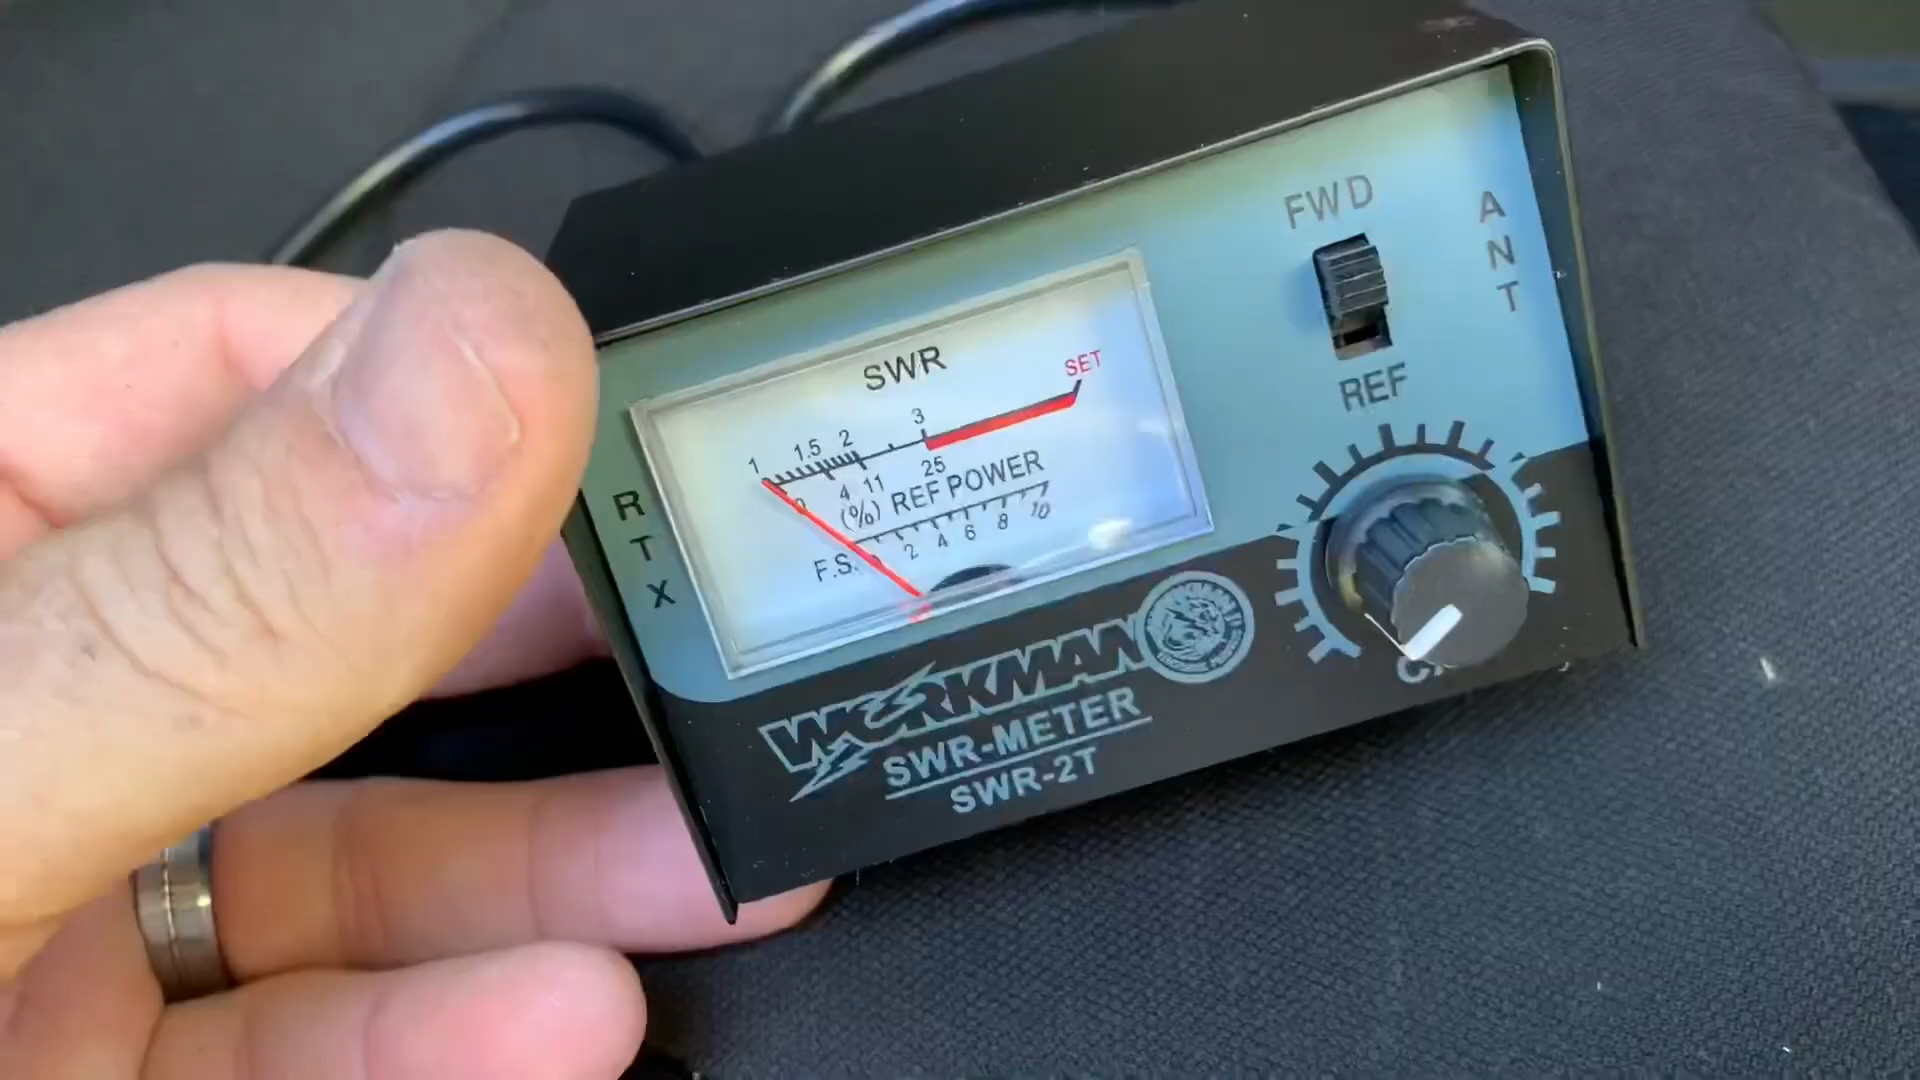 FWD
ANT
REF
SWR
SET
1 1.5 2 3
0 4 11 25
(%) REF POWER
F.S. 2 4 6 8 10
RTX
WORKMAN
SWR-METER
SWR-2T